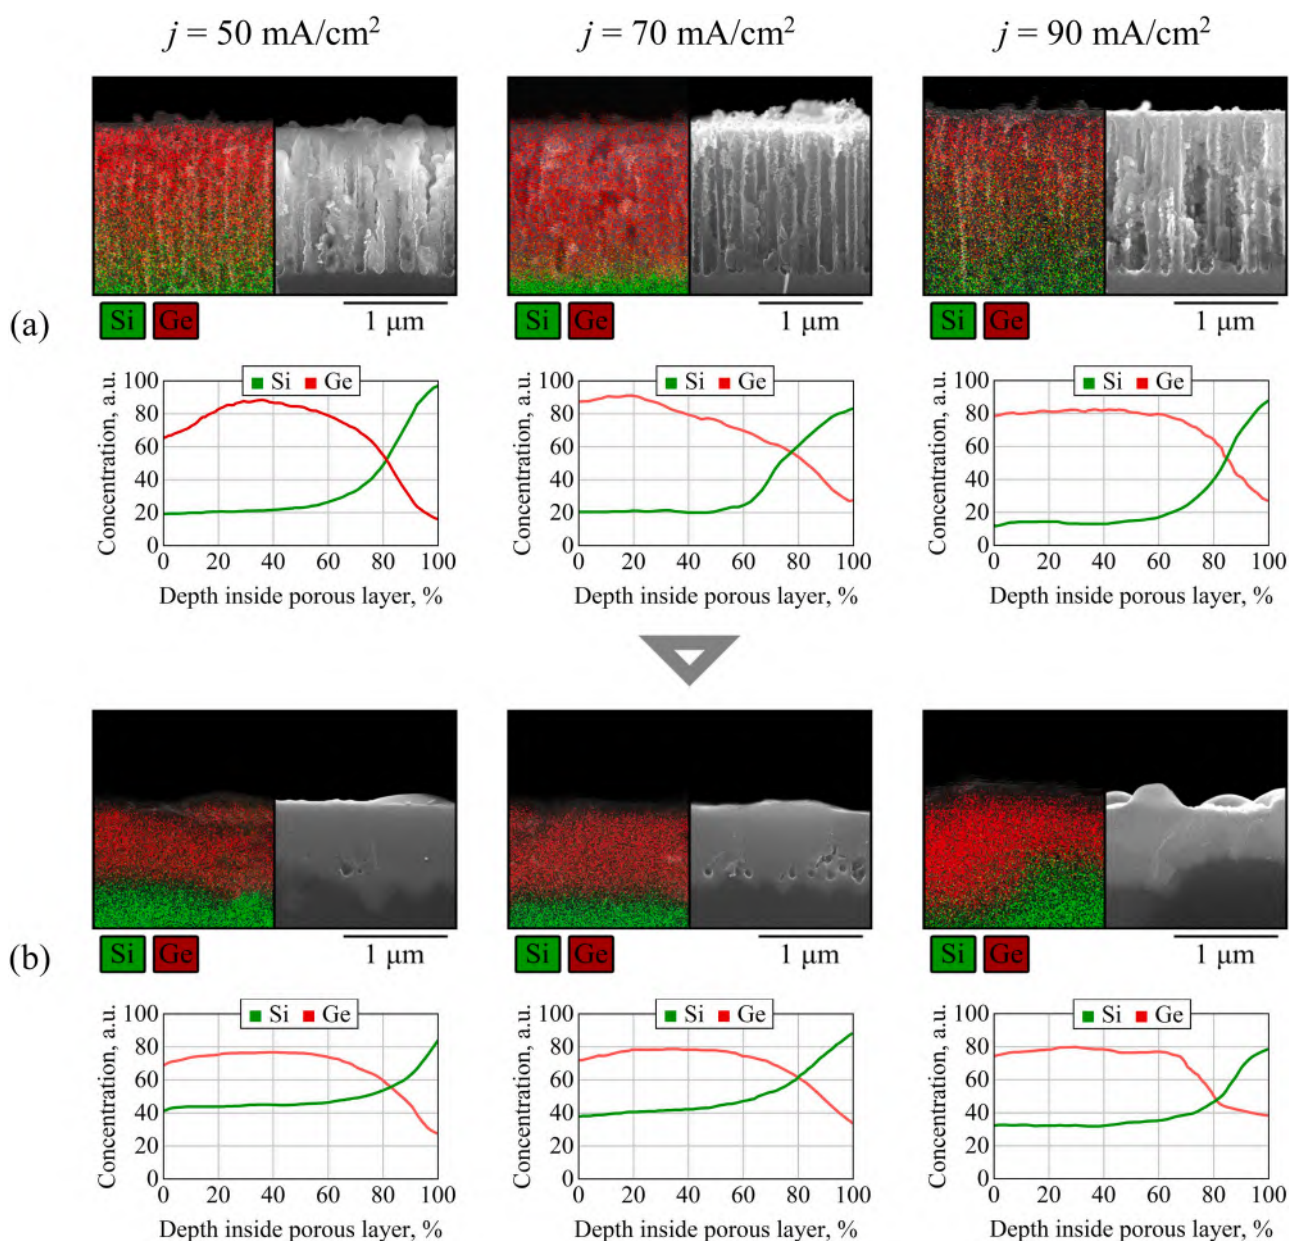 j = 50 mA/cm² j = 70 mA/cm² j = 90 mA/cm²
(a)
Si Ge 1 μm Si Ge 1 μm Si Ge 1 μm
Si Ge Si Ge Si Ge
Concentration, a.u. Concentration, a.u. Concentration, a.u.
100 100 100
80 80 80
60 60 60
40 40 40
20 20 20
0 0 0
0 20 40 60 80 100 0 20 40 60 80 100 0 20 40 60 80 100
Depth inside porous layer, % Depth inside porous layer, % Depth inside porous layer, %
(b)
Si Ge 1 μm Si Ge 1 μm Si Ge 1 μm
Si Ge Si Ge Si Ge
Concentration, a.u. Concentration, a.u. Concentration, a.u.
100 100 100
80 80 80
60 60 60
40 40 40
20 20 20
0 0 0
0 20 40 60 80 100 0 20 40 60 80 100 0 20 40 60 80 100
Depth inside porous layer, % Depth inside porous layer, % Depth inside porous layer, %